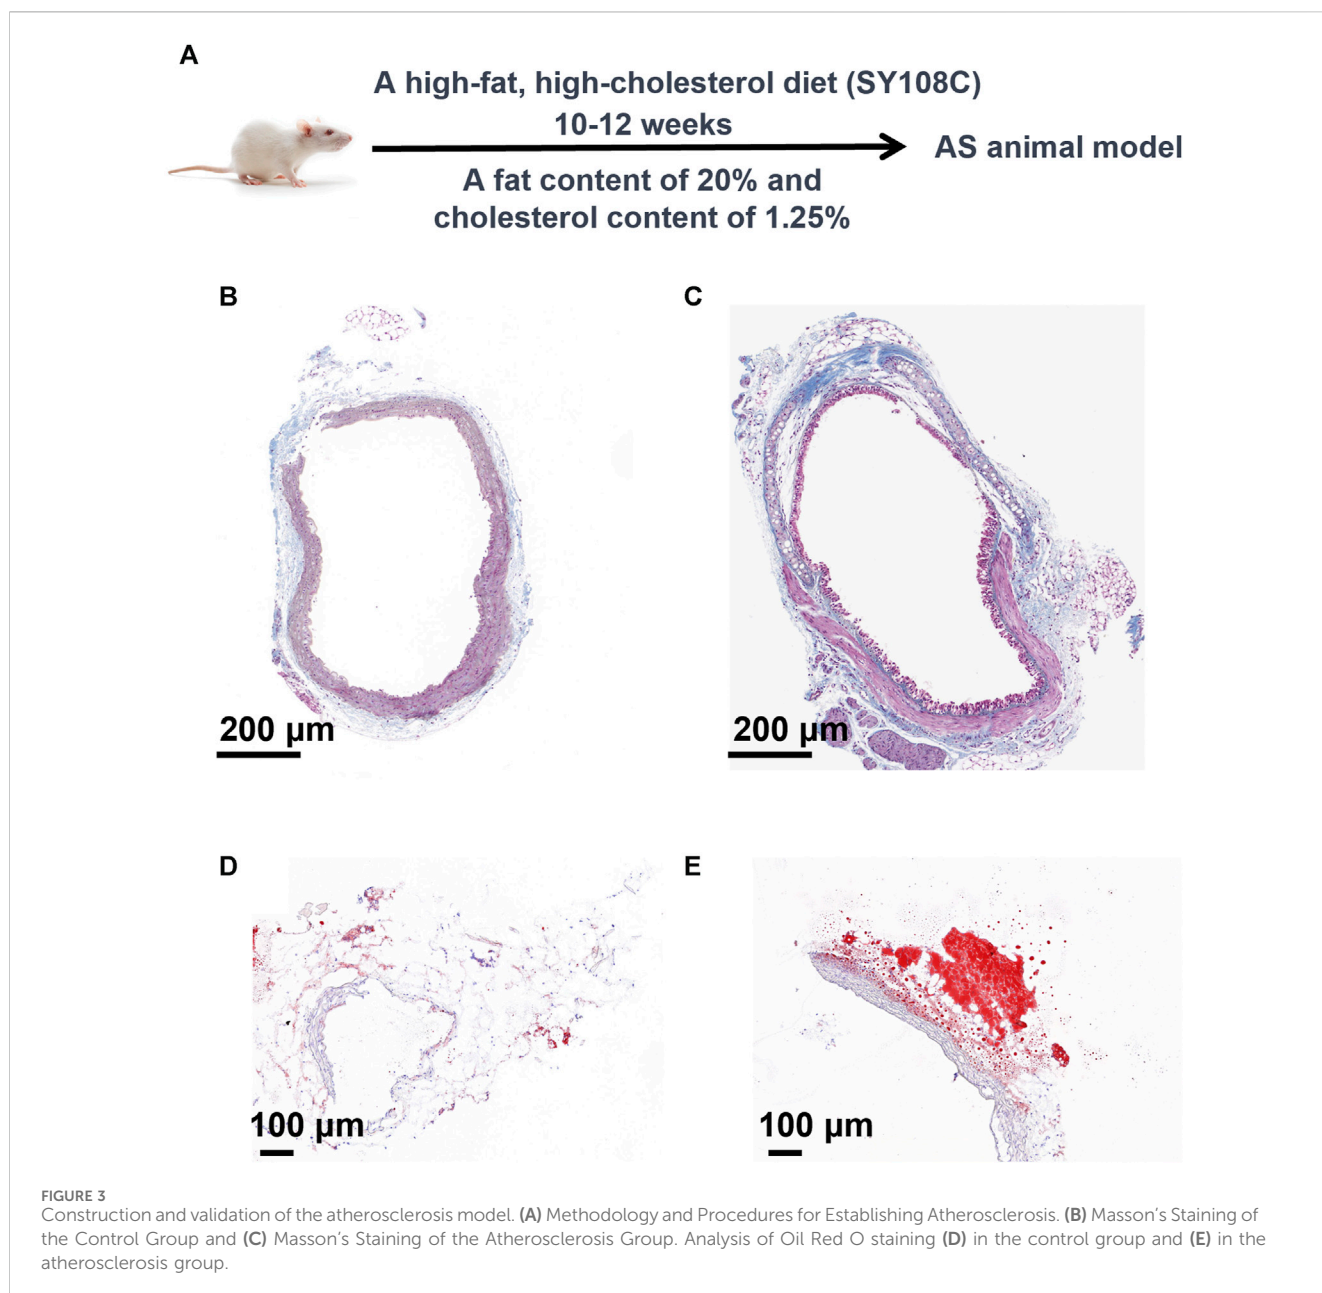 A
A high-fat, high-cholesterol diet (SY108C)
10-12 weeks
AS animal model
A fat content of 20% and
cholesterol content of 1.25%
B
C
200 µm
200 µm
D
E
100 µm
100 µm
FIGURE 3
Construction and validation of the atherosclerosis model. (A) Methodology and Procedures for Establishing Atherosclerosis. (B) Masson's Staining of
the Control Group and (C) Masson's Staining of the Atherosclerosis Group. Analysis of Oil Red O staining (D) in the control group and (E) in the
atherosclerosis group.